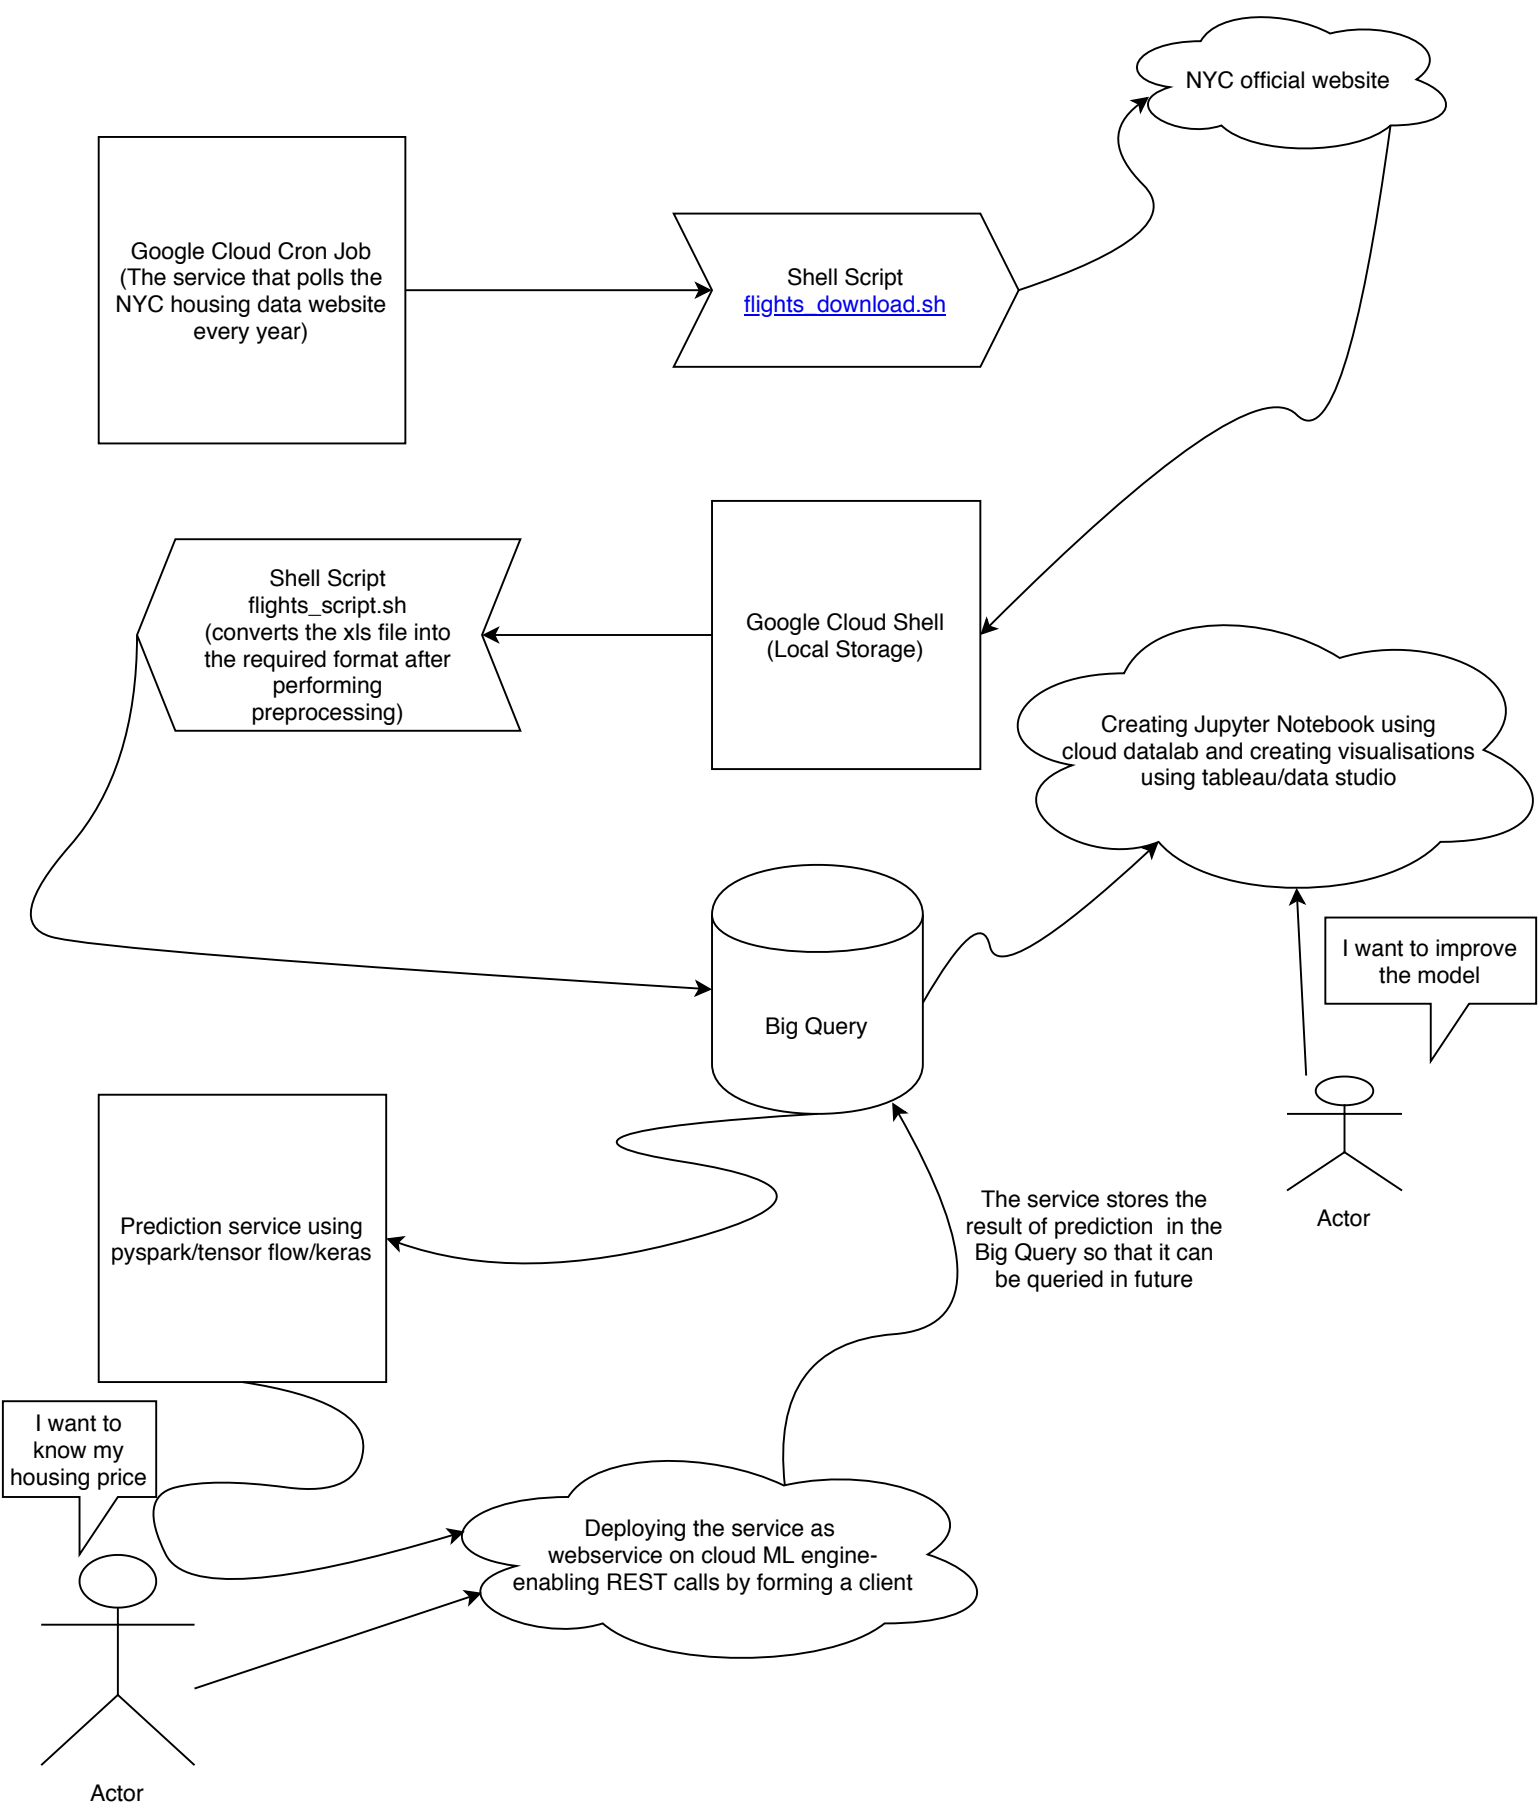 NYC official website
Google Cloud Cron Job
(The service that polls the
NYC housing data website
every year)
Shell Script
flights_download.sh
Shell Script
flights_script.sh
(converts the xls file into
the required format after
performing
preprocessing)
Google Cloud Shell
(Local Storage)
Creating Jupyter Notebook using
cloud datalab and creating visualisations
using tableau/data studio
I want to improve
the model
Big Query
Actor
Prediction service using
pyspark/tensor flow/keras
The service stores the
result of prediction  in the
Big Query so that it can
be queried in future
I want to
know my
housing price
Deploying the service as
webservice on cloud ML engine-
enabling REST calls by forming a client
Actor